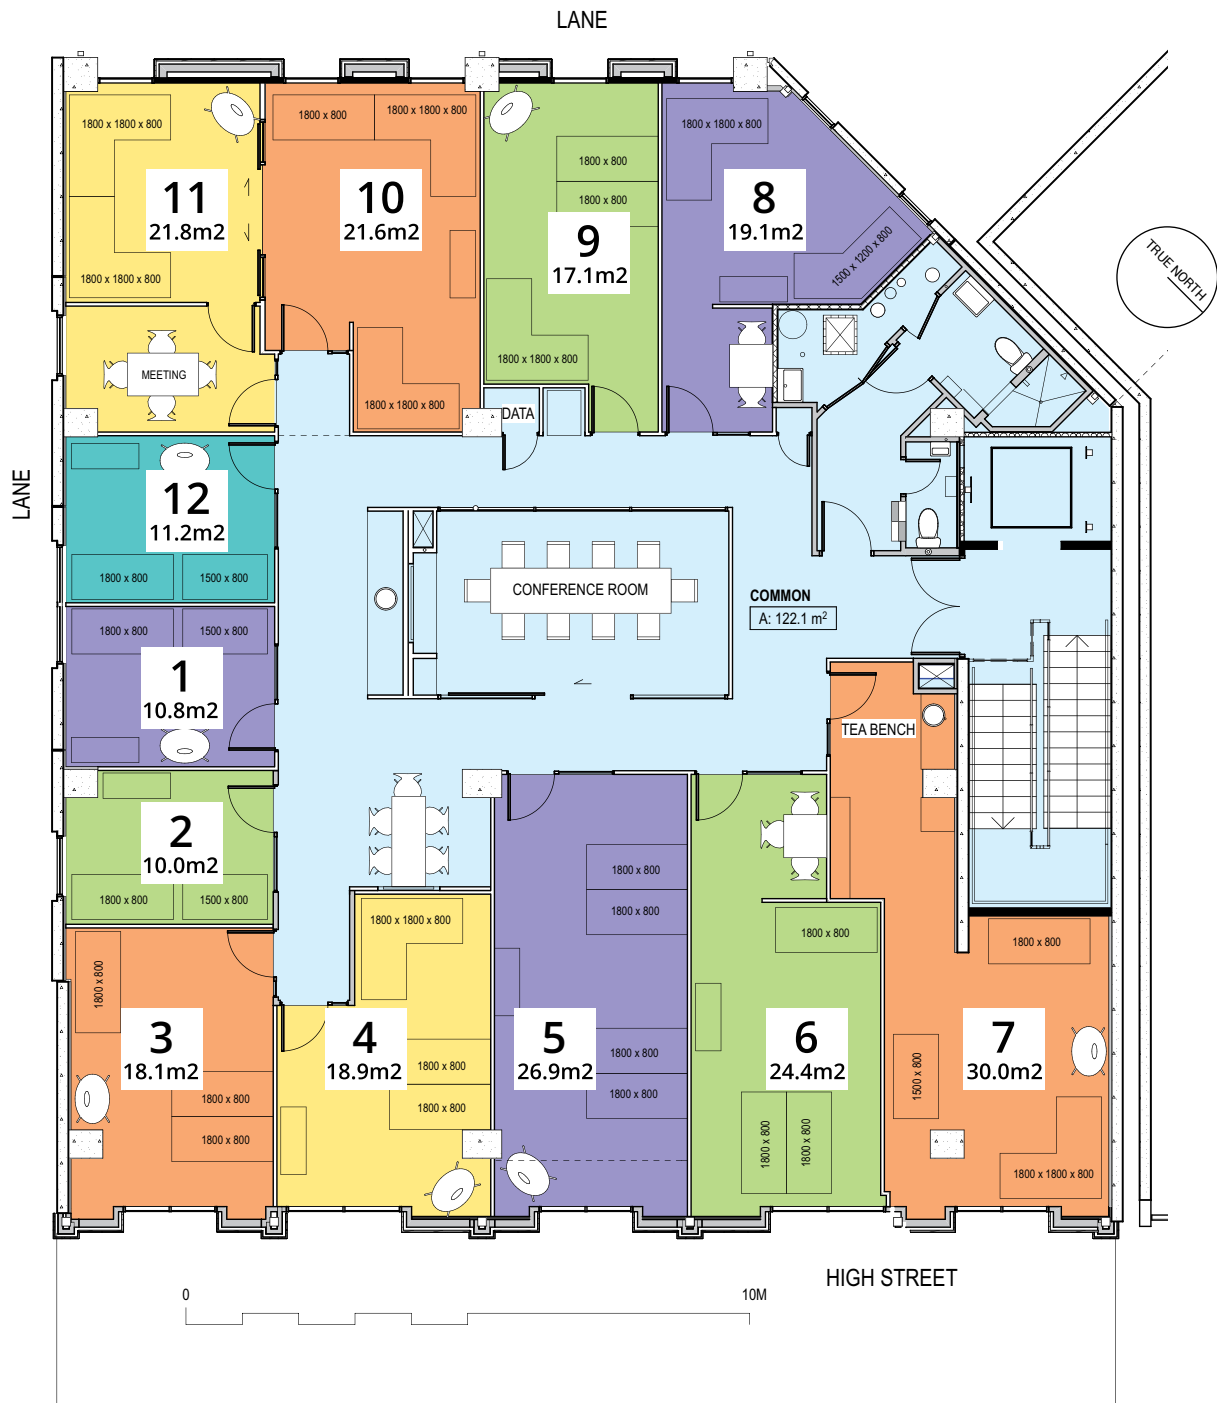 LANE
1800 x 1800 x 800
1800 x 800
1800 x 1800 x 800
1800 x 1800 x 800
1800 x 800
1800 x 800
11
21.8m2
10
21.6m2
9
17.1m2
8
19.1m2
1500 x 1200 x 800
TRUE NORTH
1800 x 1800 x 800
1800 x 1800 x 800
MEETING
1800 x 1800 x 800
DATA
LANE
12
11.2m2
1800 x 800
1500 x 800
CONFERENCE ROOM
COMMON
A: 122.1 m²
1800 x 800
1500 x 800
1
10.8m2
TEA BENCH
2
10.0m2
1800 x 800
1500 x 800
1800 x 800
1800 x 800
1800 x 1800 x 800
1800 x 800
1800 x 800
1800 x 800
3
18.1m2
4
18.9m2
5
26.9m2
6
24.4m2
7
30.0m2
1800 x 800
1800 x 800
1800 x 800
1800 x 800
1800 x 800
1800 x 800
1800 x 800
1800 x 800
1500 x 800
1800 x 1800 x 800
HIGH STREET
0
10M